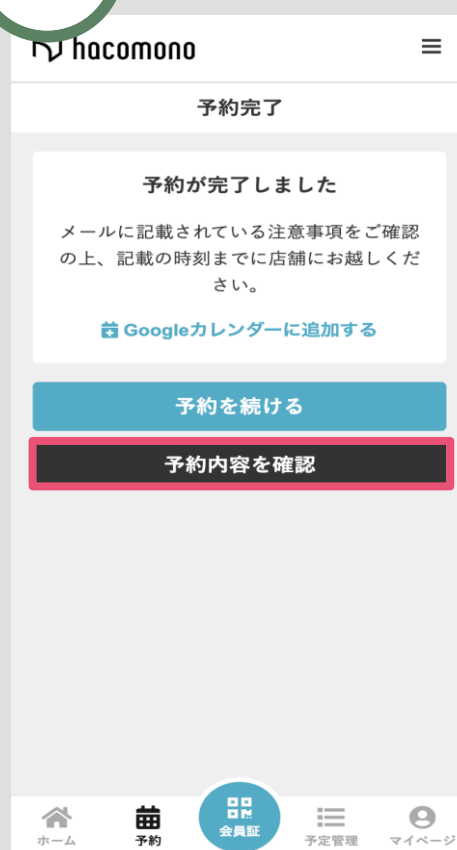 hacomono
予約完了
予約が完了しました
メールに記載されている注意事項をご確認
の上、記載の時刻までに店舗にお越しくだ
さい。
Googleカレンダーに追加する
予約を続ける
予約内容を確認
ホーム
予約
会員証
予定管理
マイページ